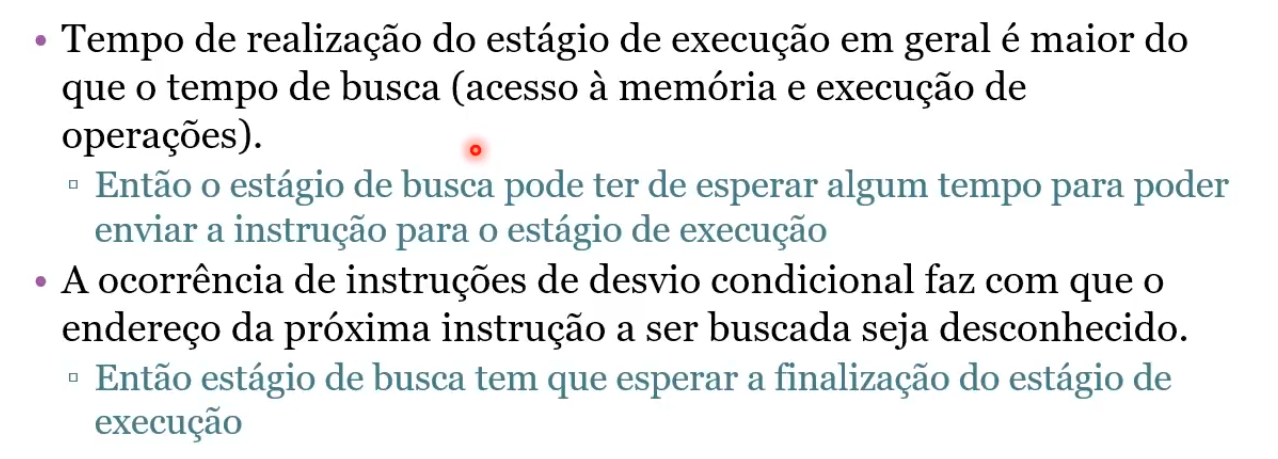 • Tempo de realização do estágio de execução em geral é maior do
que o tempo de busca (acesso à memória e execução de
operações).
▫ Então o estágio de busca pode ter de esperar algum tempo para poder
enviar a instrução para o estágio de execução
• A ocorrência de instruções de desvio condicional faz com que o
endereço da próxima instrução a ser buscada seja desconhecido.
▫ Então estágio de busca tem que esperar a finalização do estágio de
execução